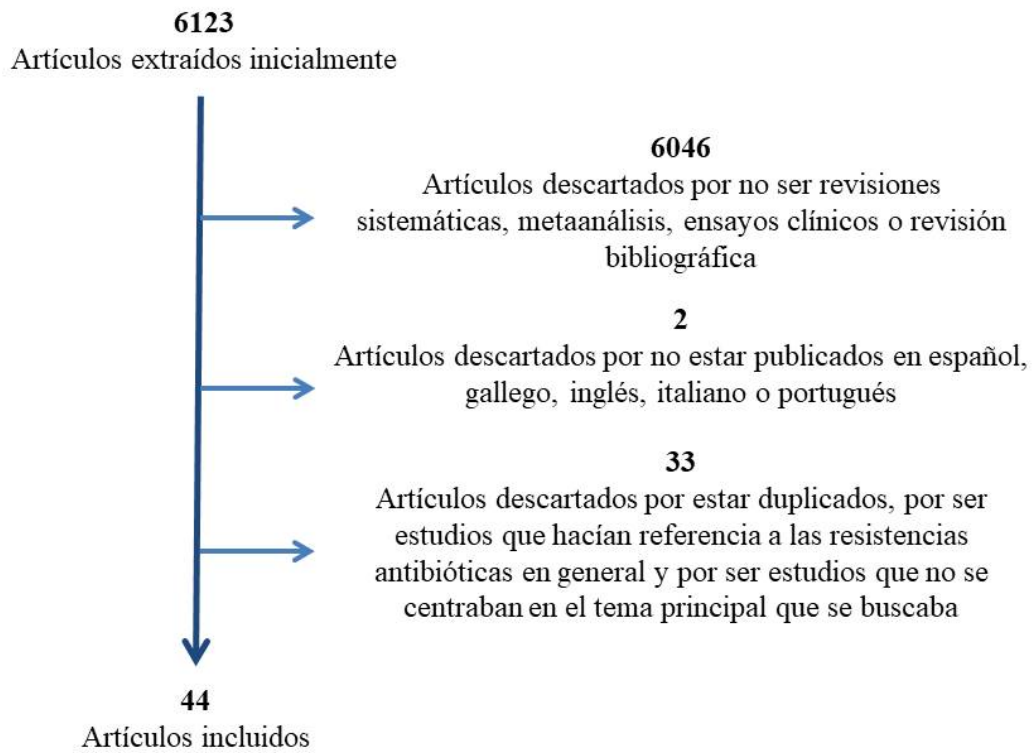 6123
Artículos extraídos inicialmente
6046
Artículos descartados por no ser revisiones
sistemáticas, metaanálisis, ensayos clínicos o revisión
bibliográfica
2
Artículos descartados por no estar publicados en español,
gallego, inglés, italiano o portugués
33
Artículos descartados por estar duplicados, por ser
estudios que hacían referencia a las resistencias
antibióticas en general y por ser estudios que no se
centraban en el tema principal que se buscaba
44
Artículos incluidos